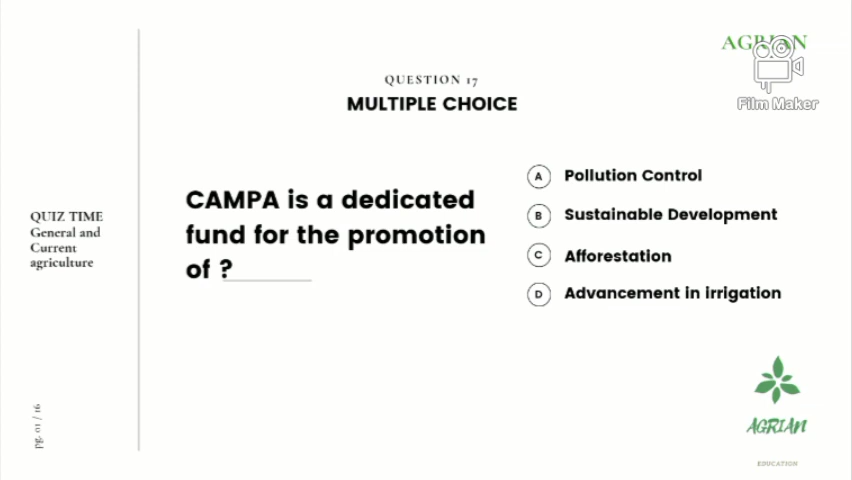 AGRIAN
Film Maker
QUESTION 17
MULTIPLE CHOICE
CAMPA is a dedicated
fund for the promotion
of ?
A Pollution Control
B Sustainable Development
C Afforestation
D Advancement in irrigation
QUIZ TIME
General and
Current
agriculture
pg. 01 / 16
AGRIAN
EDUCATION